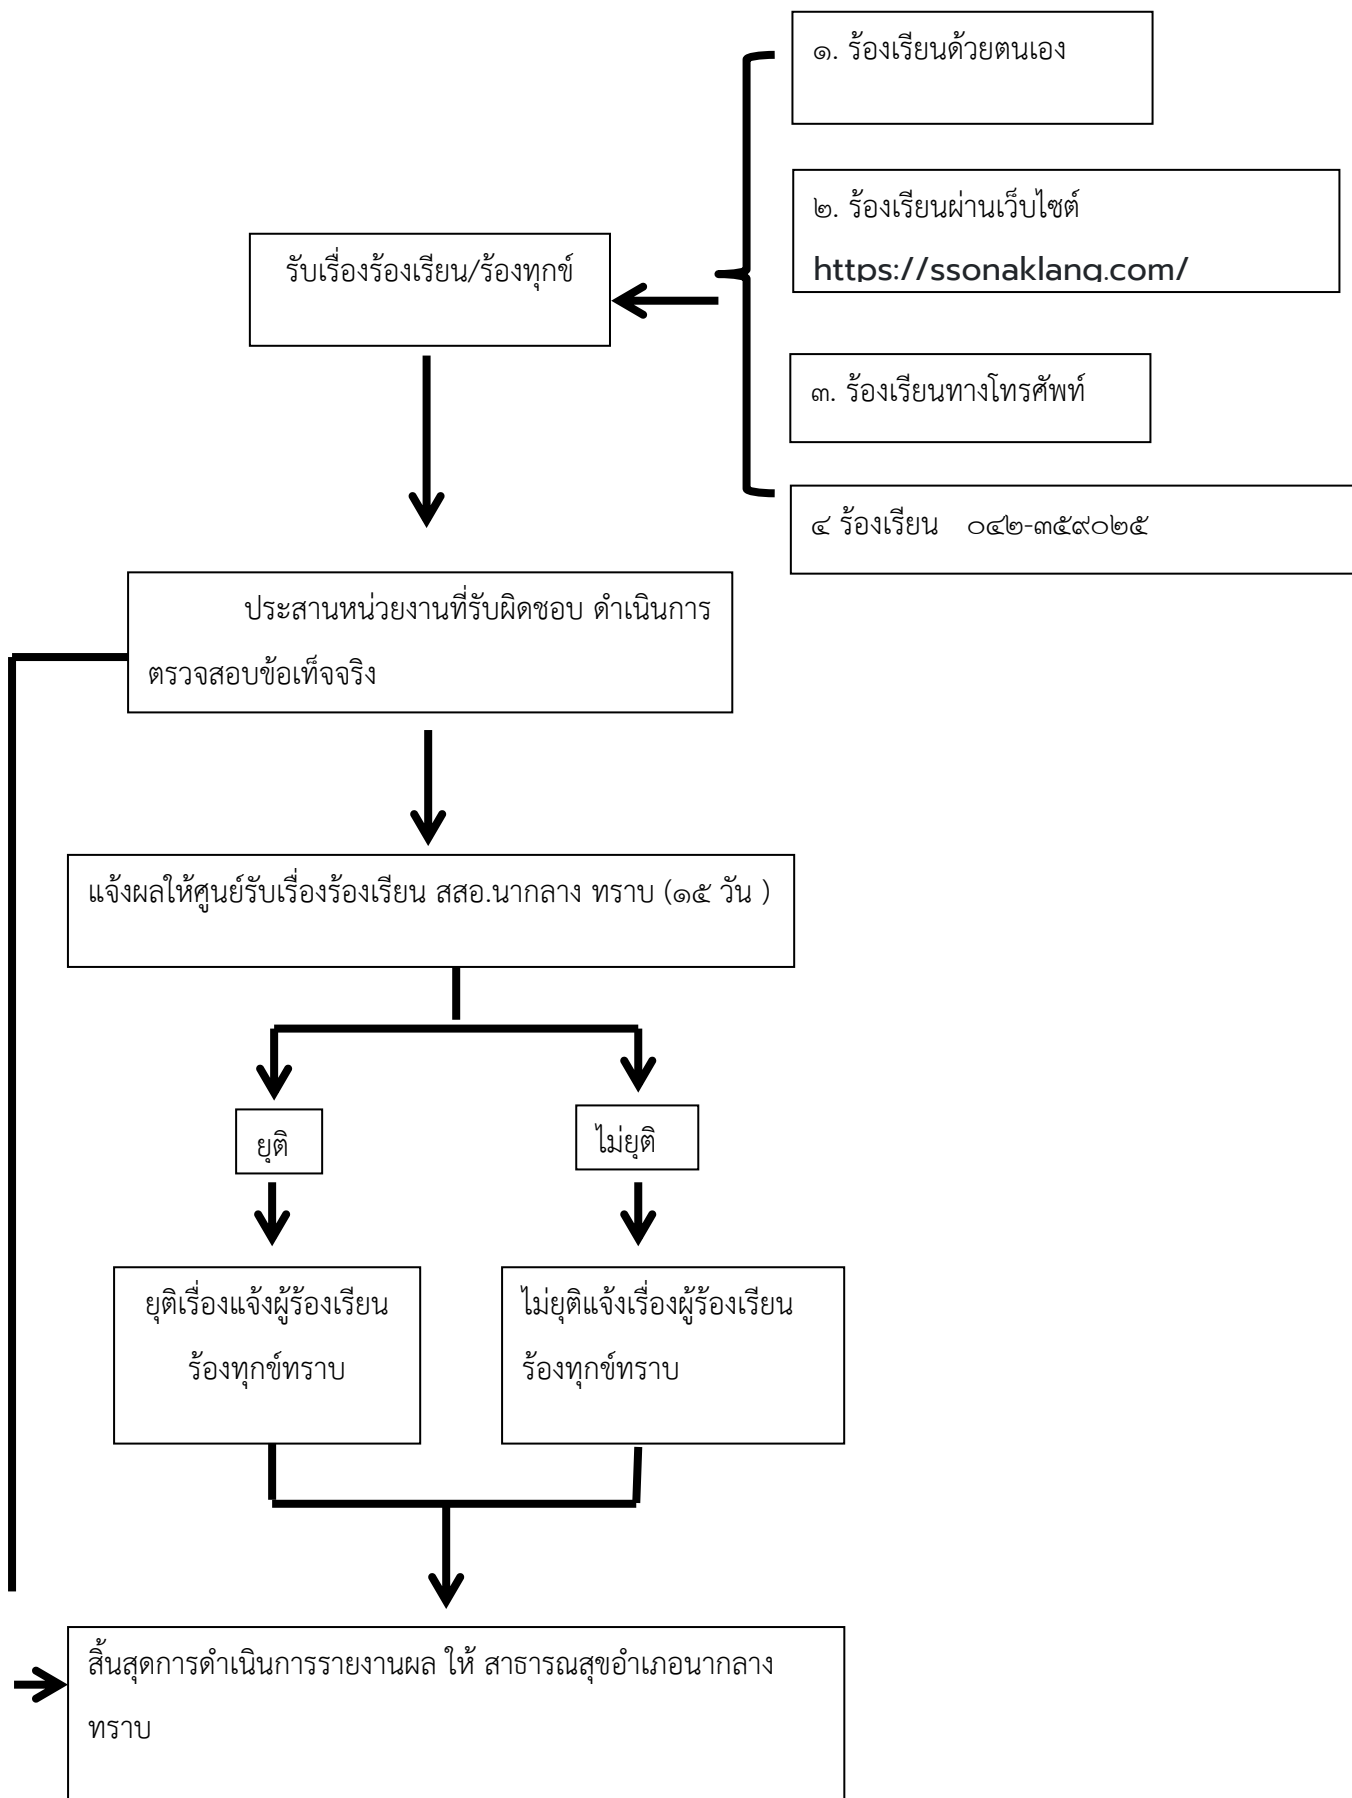 ๑. ร้องเรียนด้วยตนเอง
๒. ร้องเรียนผ่านเว็บไซต์
https://ssonaklang.com/
รับเรื่องร้องเรียน/ร้องทุกข์
๓. ร้องเรียนทางโทรศัพท์
๔ ร้องเรียน ๐๔๒-๓๕๙๐๒๕
ประสานหน่วยงานที่รับผิดชอบ ดำเนินการ
ตรวจสอบข้อเท็จจริง
แจ้งผลให้ศูนย์รับเรื่องร้องเรียน สสอ.นากลาง ทราบ (๑๕ วัน )
ยุติ
ไม่ยุติ
ยุติเรื่องแจ้งผู้ร้องเรียน
ร้องทุกข์ทราบ
ไม่ยุติแจ้งเรื่องผู้ร้องเรียน
ร้องทุกข์ทราบ
สิ้นสุดการดำเนินการรายงานผล ให้ สาธารณสุขอำเภอนากลาง
ทราบ